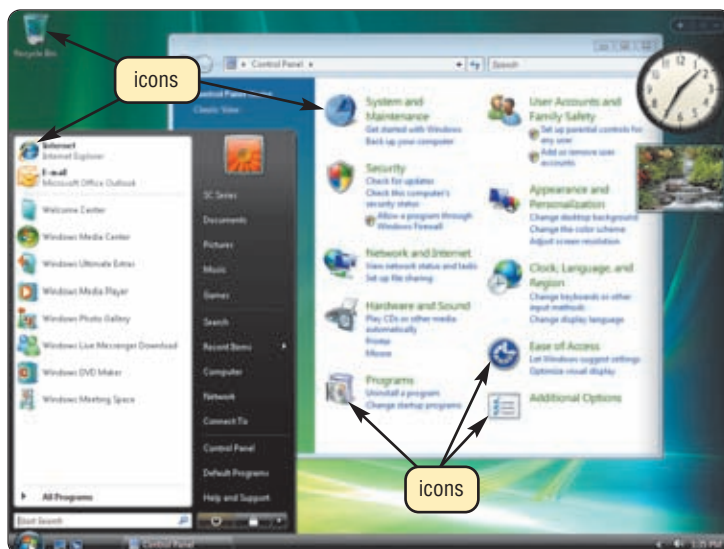 Recycle Bin
icons
Control Panel
Search
Control Panel Home
Classic View
System and
Maintenance
Get started with Windows
Back up your computer
Security
Check for updates
Check this computer's
security status
Allow a program through
Windows Firewall
Network and Internet
View network status and tasks
Set up file sharing
Hardware and Sound
Play CDs or other media
automatically
Printer
Mouse
Programs
Uninstall a program
Change startup programs
User Accounts and
Family Safety
Set up parental controls for
any user
Add or remove user
accounts
Appearance and
Personalization
Change desktop background
Change the color scheme
Adjust screen resolution
Clock, Language, and
Region
Change keyboards or other
input methods
Change display language
Ease of Access
Let Windows suggest settings
Optimize visual display
Additional Options
icons
Internet
Internet Explorer
E-mail
Microsoft Office Outlook
Welcome Center
Windows Media Center
Windows Ultimate Extras
Windows Media Player
Windows Photo Gallery
Windows Live Messenger Download
Windows DVD Maker
Windows Meeting Space
All Programs
Start Search
SC Series
Documents
Pictures
Music
Games
Search
Recent Items
Computer
Network
Connect To
Control Panel
Default Programs
Help and Support
Control Panel
1:35 PM